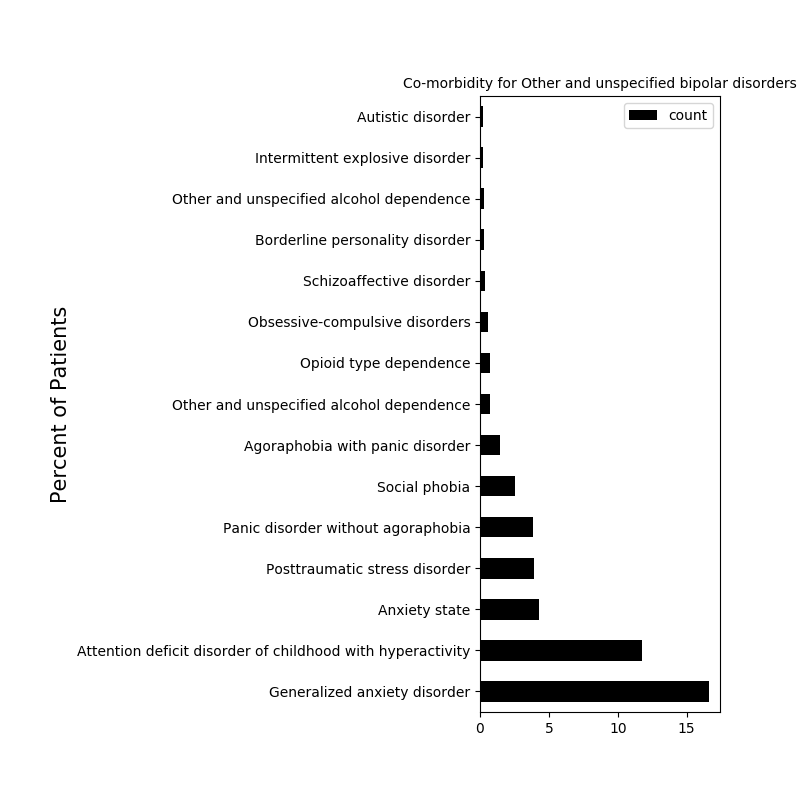 Co-morbidity for Other and unspecified bipolar disorders
count
Autistic disorder
Intermittent explosive disorder
Other and unspecified alcohol dependence
Borderline personality disorder
Schizoaffective disorder
Obsessive-compulsive disorders
Opioid type dependence
Other and unspecified alcohol dependence
Agoraphobia with panic disorder
Social phobia
Panic disorder without agoraphobia
Posttraumatic stress disorder
Anxiety state
Attention deficit disorder of childhood with hyperactivity
Generalized anxiety disorder
Percent of Patients
0 5 10 15